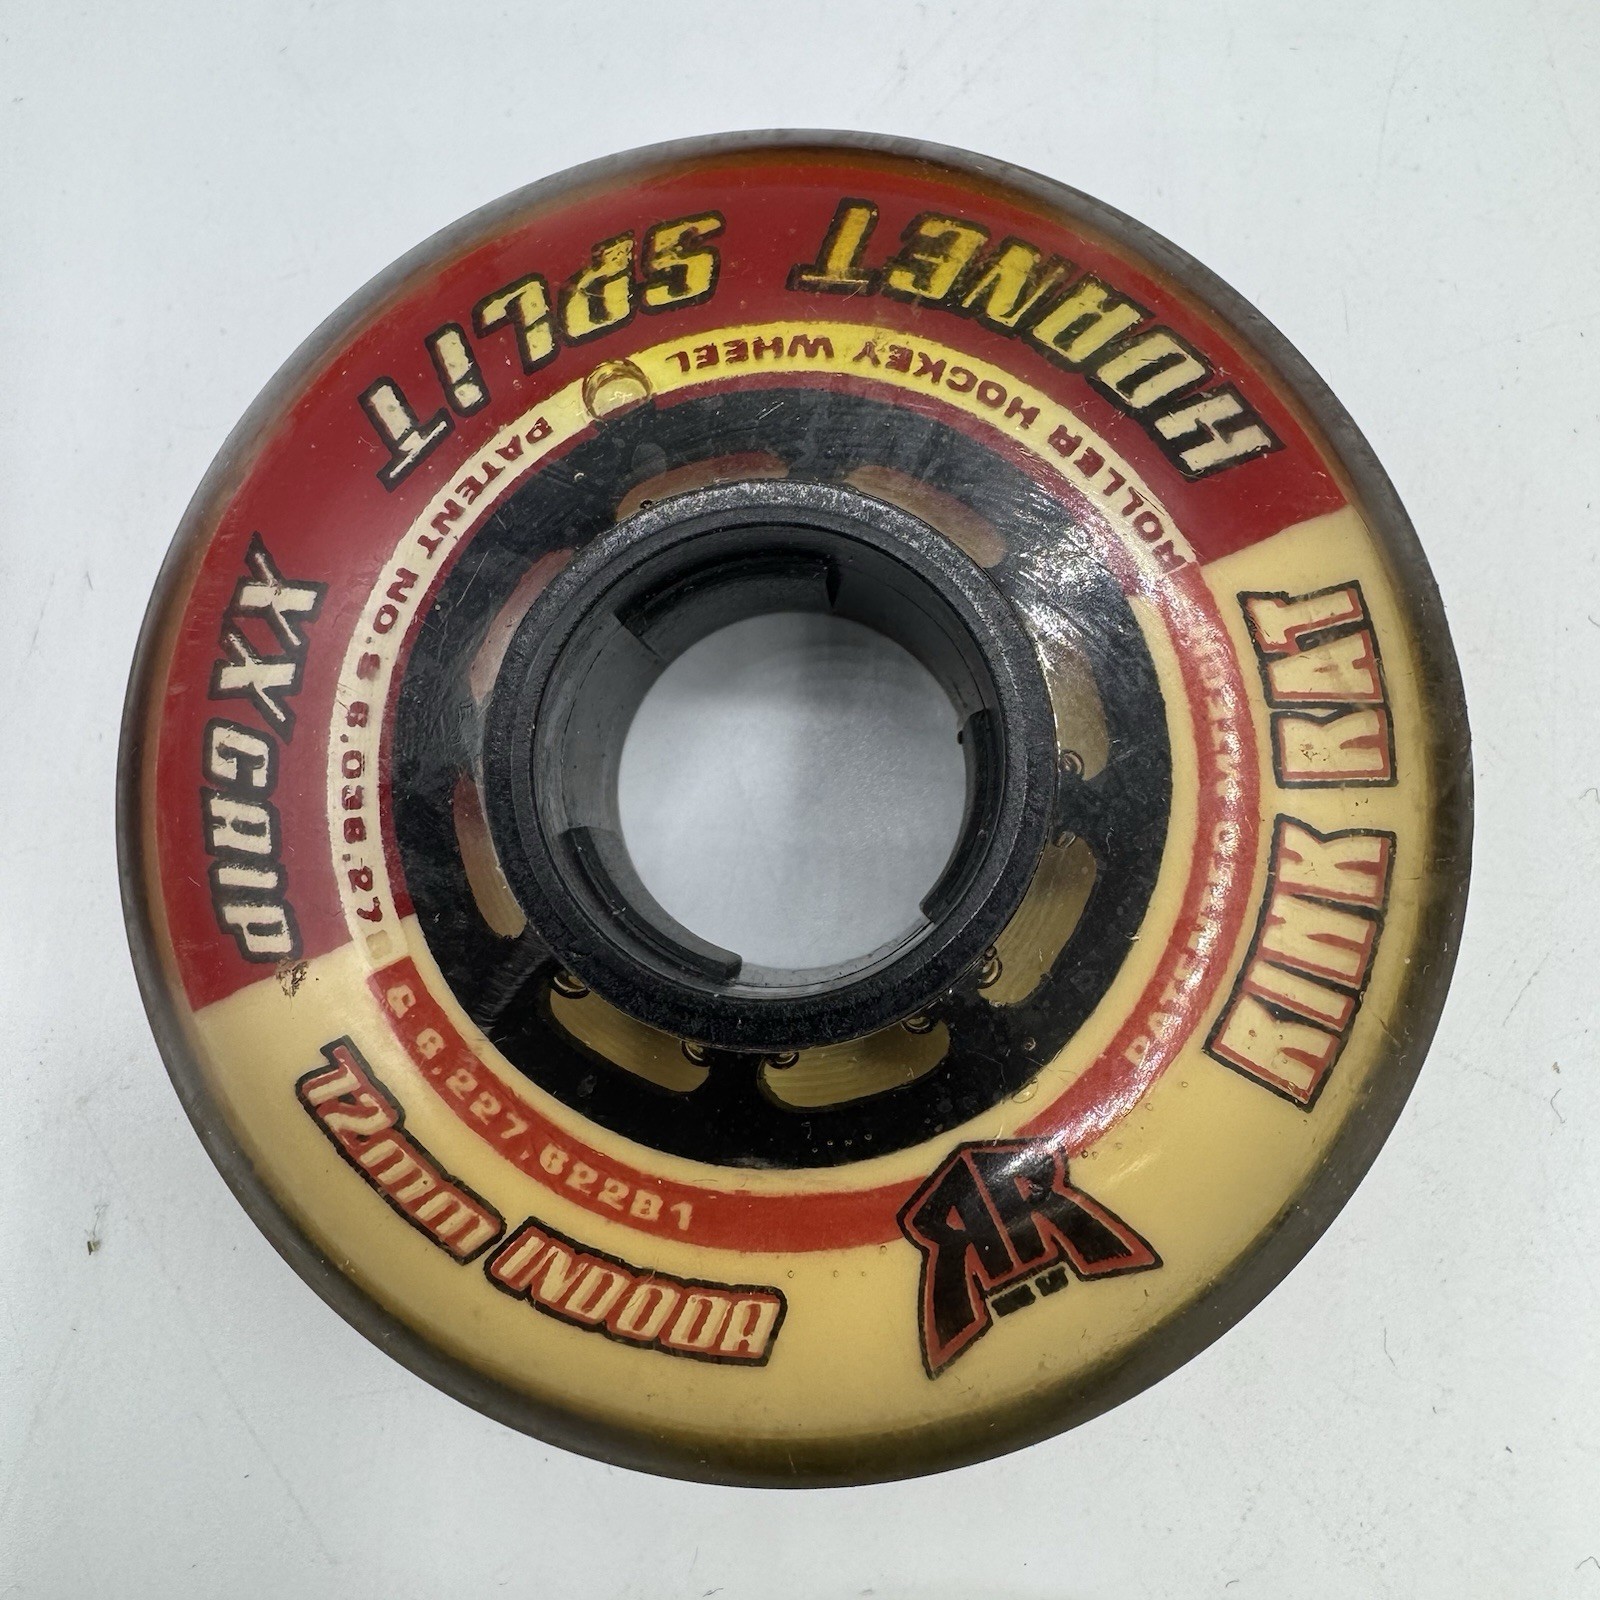 RINK RAT
HORNET SPLIT
XX GRIP
72mm INDOOR
ROLLER HOCKEY WHEEL
PATENT NO.S 6,036,27
& 6,227,622B1
RR